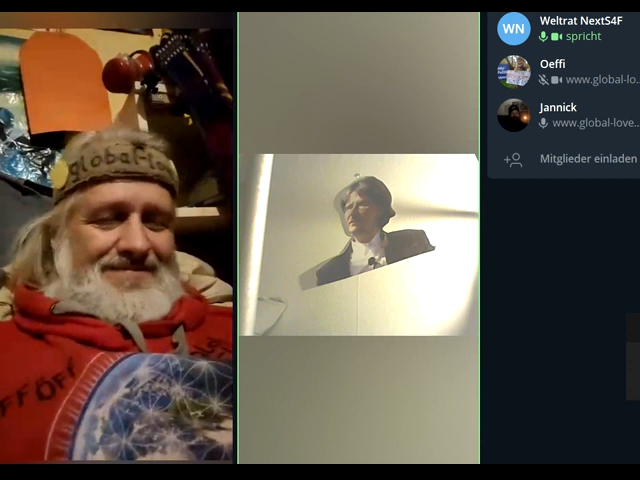 global-lo
WN
Weltrat NextS4F
spricht
Oeffi
www.global-lo...
Jannick
www.global-love...
Mitglieder einladen